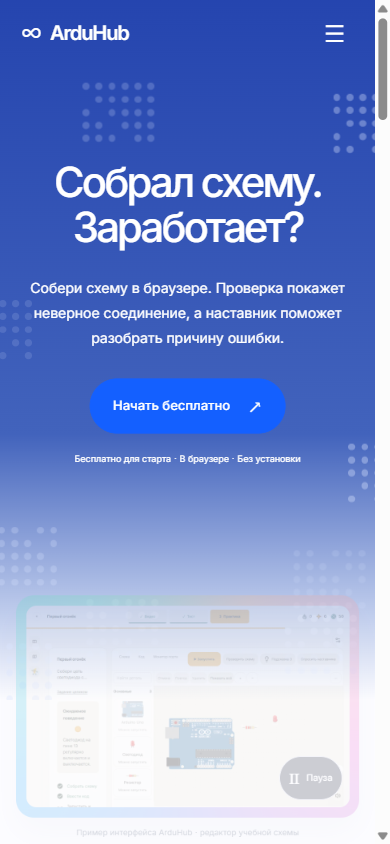 ArduHub
Собрал схему.
Заработает?
Собери схему в браузере. Проверка покажет
неверное соединение, а наставник поможет
разобрать причину ошибки.
Начать бесплатно ↗
Бесплатно для старта · В браузере · Без установки
Пауза
Пример интерфейса ArduHub - редактор учебной схемы